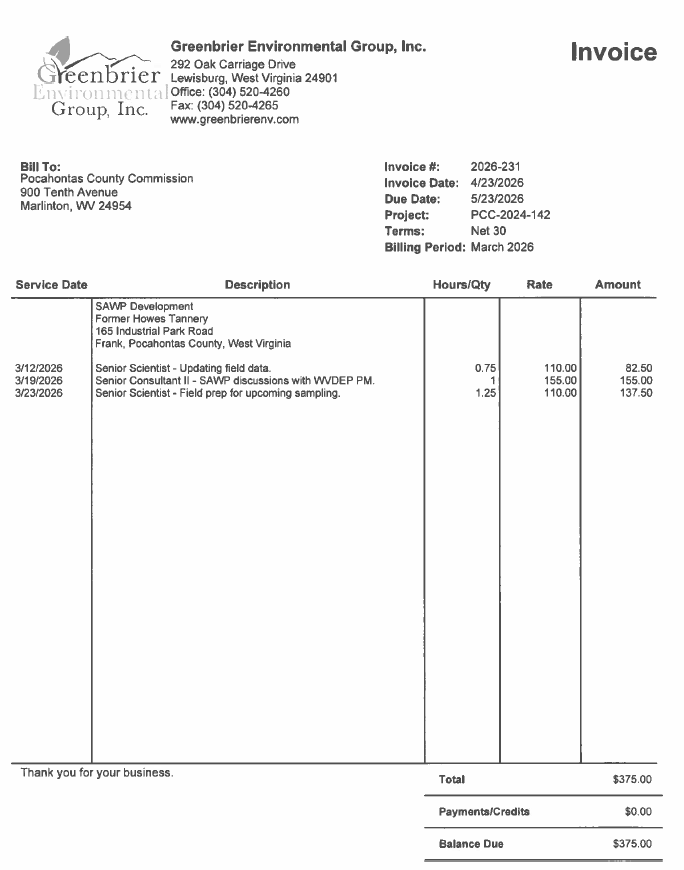 Greenbrier
Environmental
Group, Inc.
Greenbrier Environmental Group, Inc.
292 Oak Carriage Drive
Lewisburg, West Virginia 24901
Office: (304) 520-4260
Fax: (304) 520-4265
www.greenbrierenv.com
Invoice
Bill To:
Pocahontas County Commission
900 Tenth Avenue
Marlinton, WV 24954
Invoice #: 2026-231
Invoice Date: 4/23/2026
Due Date: 5/23/2026
Project: PCC-2024-142
Terms: Net 30
Billing Period: March 2026
Service Date Description Hours/Qty Rate Amount
SAWP Development
Former Howes Tannery
165 Industrial Park Road
Frank, Pocahontas County, West Virginia
3/12/2026 Senior Scientist - Updating field data. 0.75 110.00 82.50
3/19/2026 Senior Consultant II - SAWP discussions with WVDEP PM. 1 155.00 155.00
3/23/2026 Senior Scientist - Field prep for upcoming sampling. 1.25 110.00 137.50
Thank you for your business.
Total $375.00
Payments/Credits $0.00
Balance Due $375.00